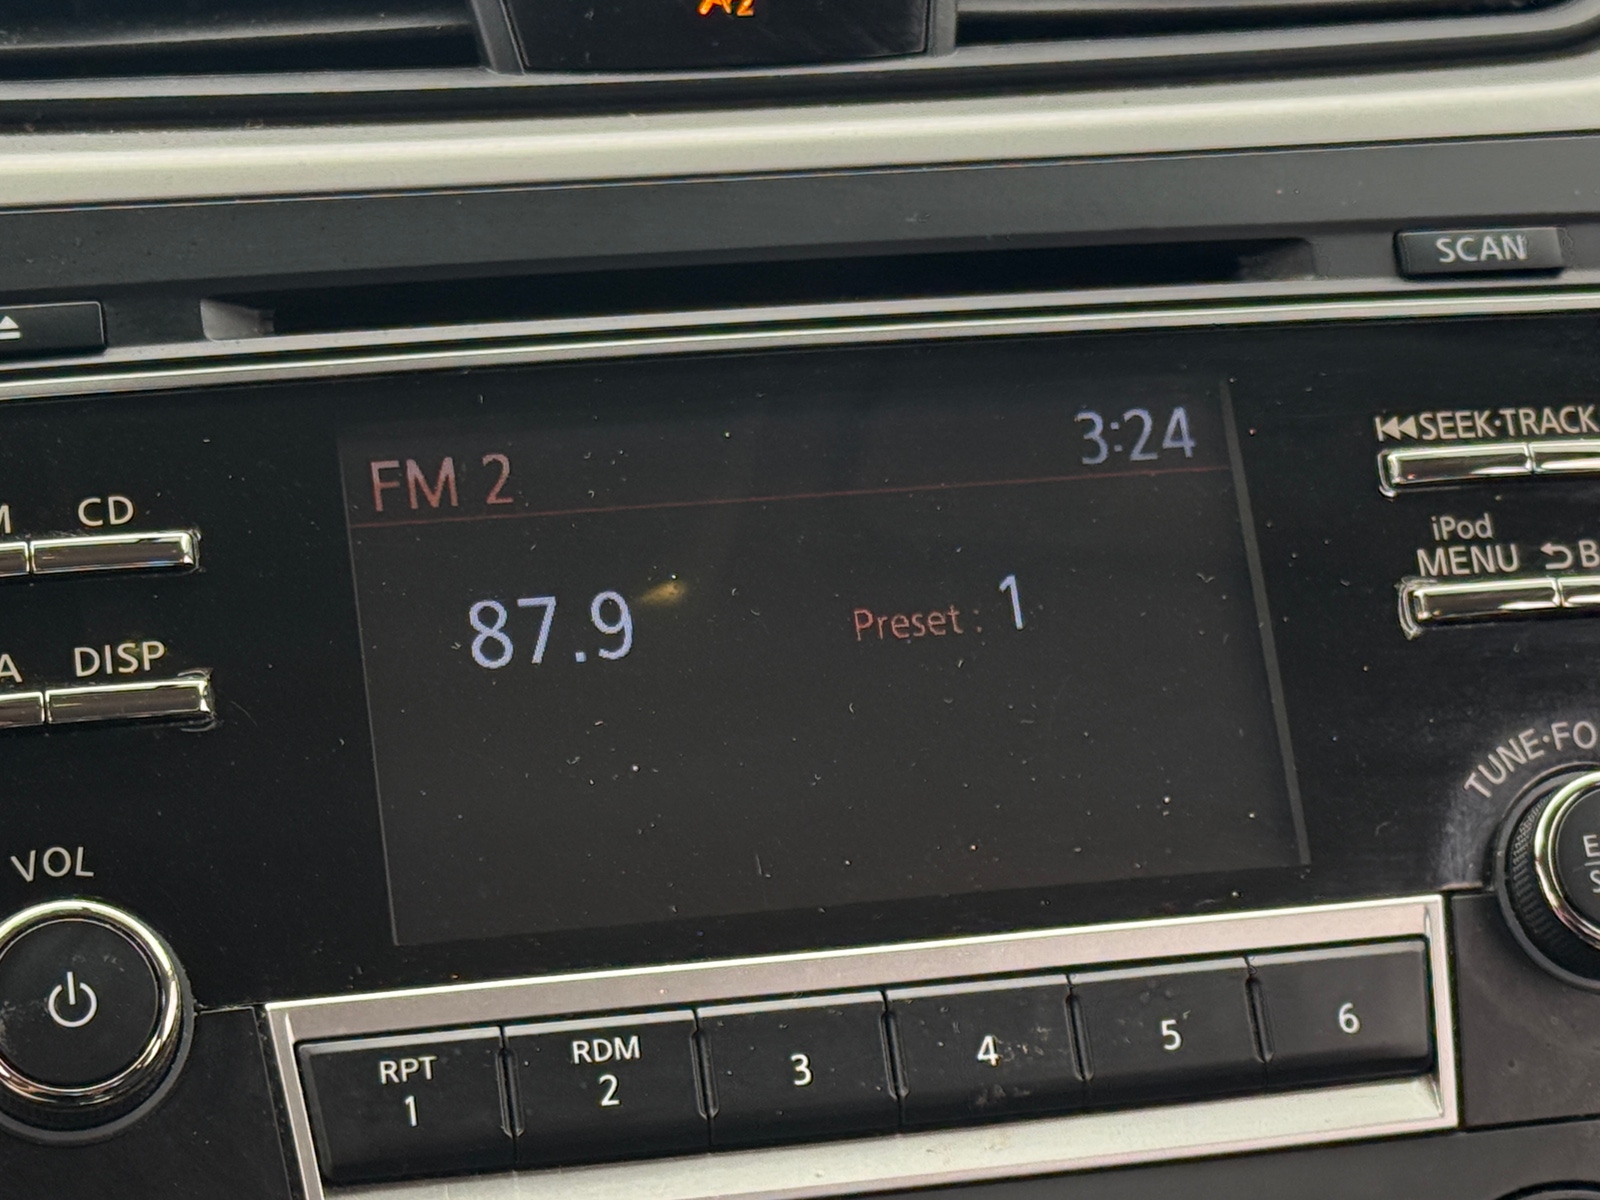 SCAN
FM 2
3:24
SEEK·TRACK
CD
iPod
MENU
87.9
Preset : 1
DISP
VOL
RPT
1
RDM
2
3
4
5
6